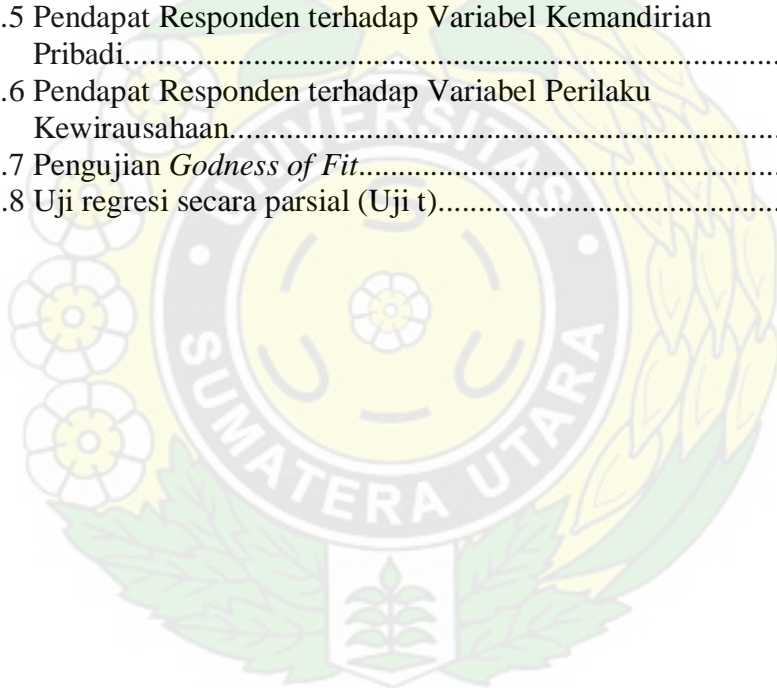 .5 Pendapat Responden terhadap Variabel Kemandirian
Pribadi.......................................................................................
.6 Pendapat Responden terhadap Variabel Perilaku
Kewirausahaan.........................................................................
.7 Pengujian Godness of Fit.........................................................
.8 Uji regresi secara parsial (Uji t)...............................................
UNIVERSITAS
SUMATERA UTARA